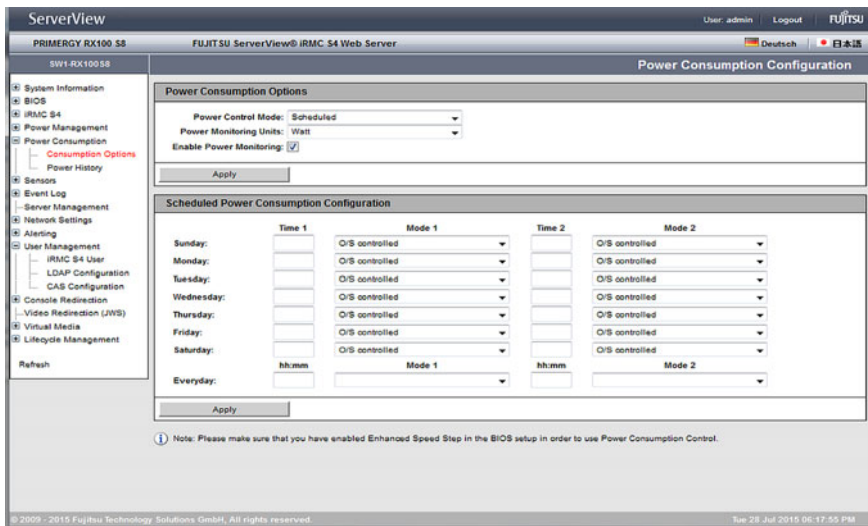 ServerView
User: admin Logout FUJITSU
PRIMERGY RX100 S8 FUJITSU ServerView® iRMC S4 Web Server Deutsch 日本語
SW1-RX100S8 Power Consumption Configuration
System Information
BIOS
iRMC S4
Power Management
Power Consumption
Consumption Options
Power History
Sensors
Event Log
Server Management
Network Settings
Alerting
User Management
iRMC S4 User
LDAP Configuration
CAS Configuration
Console Redirection
Video Redirection (JWS)
Virtual Media
Lifecycle Management
Refresh
Power Consumption Options
Power Control Mode: Scheduled
Power Monitoring Units: Watt
Enable Power Monitoring:
Apply
Scheduled Power Consumption Configuration
Time 1 Mode 1 Time 2 Mode 2
Sunday: O/S controlled O/S controlled
Monday: O/S controlled O/S controlled
Tuesday: O/S controlled O/S controlled
Wednesday: O/S controlled O/S controlled
Thursday: O/S controlled O/S controlled
Friday: O/S controlled O/S controlled
Saturday: O/S controlled O/S controlled
hh:mm Mode 1 hh:mm Mode 2
Everyday:
Apply
Note: Please make sure that you have enabled Enhanced Speed Step in the BIOS setup in order to use Power Consumption Control.
© 2009 - 2015 Fujitsu Technology Solutions GmbH, All rights reserved. Tue 28 Jul 2015 06:17:55 PM